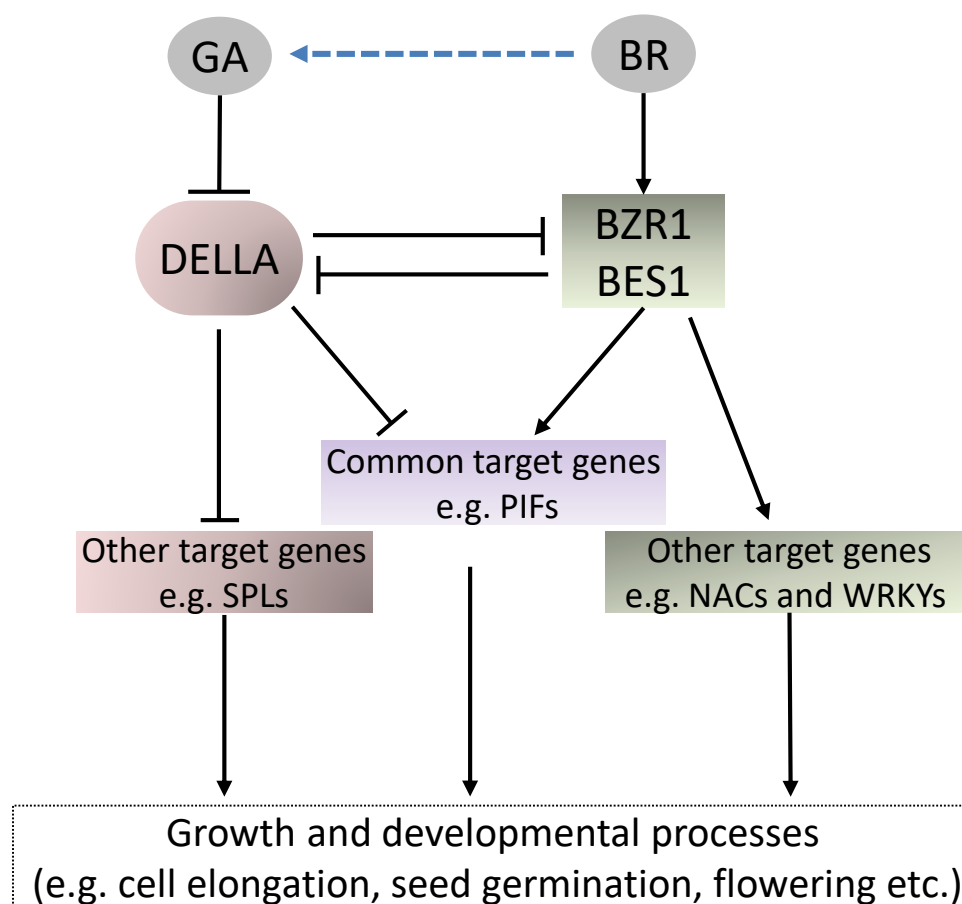 GA
BR
DELLA
BZR1
BES1
Common target genes
e.g. PIFs
Other target genes
e.g. SPLs
Other target genes
e.g. NACs and WRKYs
Growth and developmental processes
(e.g. cell elongation, seed germination, flowering etc.)